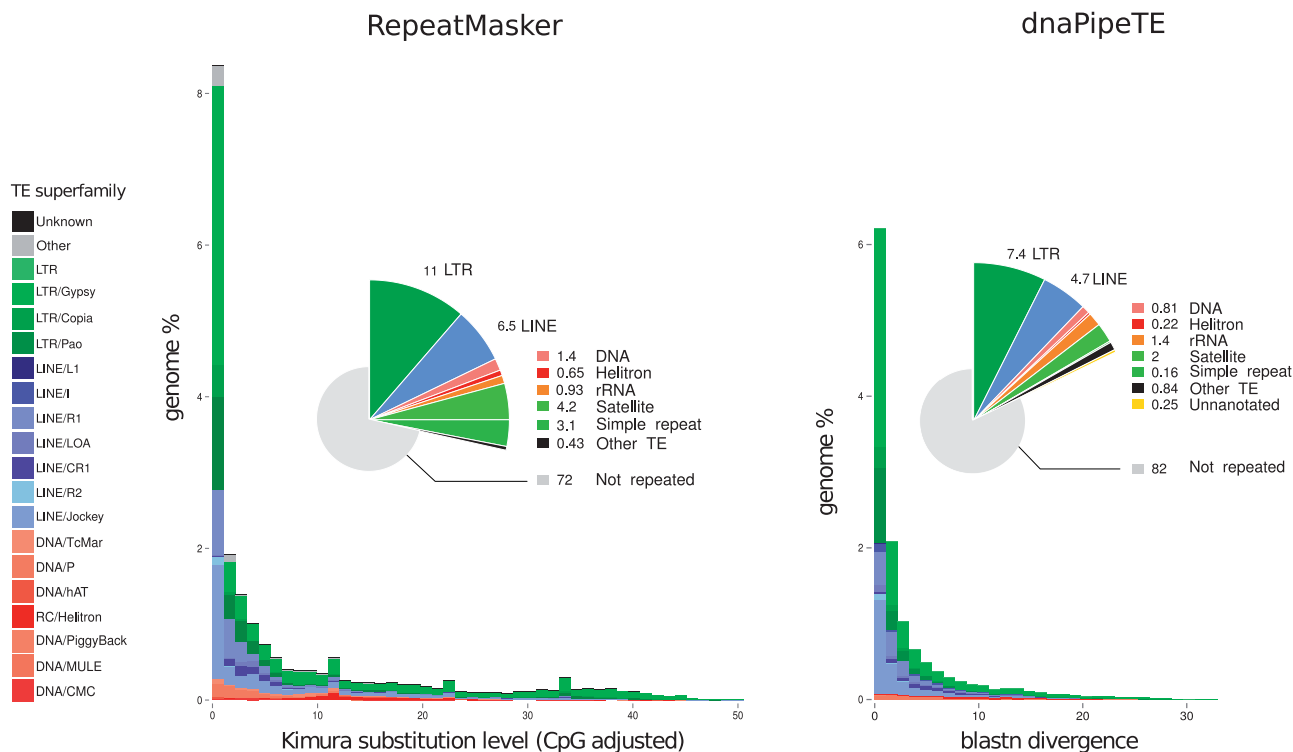 RepeatMasker
dnaPipeTE
TE superfamily
Unknown
Other
LTR
LTR/Gypsy
LTR/Copia
LTR/Pao
LINE/L1
LINE/I
LINE/R1
LINE/LOA
LINE/CR1
LINE/R2
LINE/Jockey
DNA/TcMar
DNA/P
DNA/hAT
RC/Helitron
DNA/PiggyBack
DNA/MULE
DNA/CMC
genome %
8
6
4
2
0
0 10 20 30 40 50
Kimura substitution level (CpG adjusted)
11 LTR
6.5 LINE
1.4 DNA
0.65 Helitron
0.93 rRNA
4.2 Satellite
3.1 Simple repeat
0.43 Other TE
72 Not repeated
genome %
6
4
2
0
0 10 20 30
blastn divergence
7.4 LTR
4.7 LINE
0.81 DNA
0.22 Helitron
1.4 rRNA
2 Satellite
0.16 Simple repeat
0.84 Other TE
0.25 Unnanotated
82 Not repeated